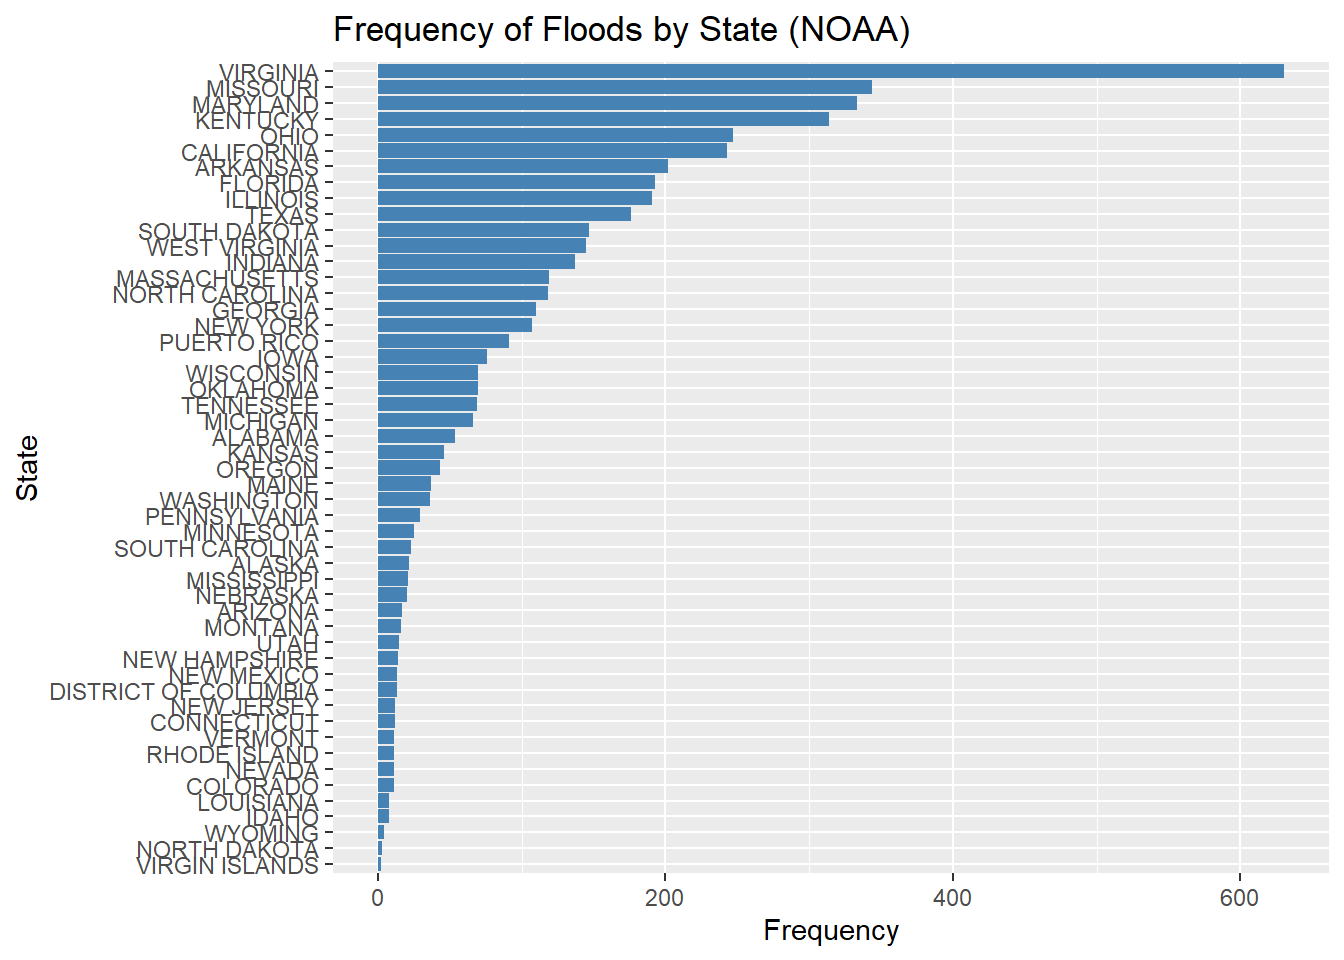 Frequency of Floods by State (NOAA)
VIRGINIA
MISSOURI
MARYLAND
KENTUCKY
OHIO
CALIFORNIA
ARKANSAS
FLORIDA
ILLINOIS
TEXAS
SOUTH DAKOTA
WEST VIRGINIA
INDIANA
MASSACHUSETTS
NORTH CAROLINA
GEORGIA
NEW YORK
PUERTO RICO
IOWA
WISCONSIN
OKLAHOMA
TENNESSEE
MICHIGAN
ALABAMA
KANSAS
OREGON
MAINE
WASHINGTON
PENNSYLVANIA
MINNESOTA
SOUTH CAROLINA
ALASKA
MISSISSIPPI
NEBRASKA
ARIZONA
MONTANA
UTAH
NEW HAMPSHIRE
NEW MEXICO
DISTRICT OF COLUMBIA
NEW JERSEY
CONNECTICUT
VERMONT
RHODE ISLAND
NEVADA
COLORADO
LOUISIANA
IDAHO
WYOMING
NORTH DAKOTA
VIRGIN ISLANDS
State
0 200 400 600
Frequency